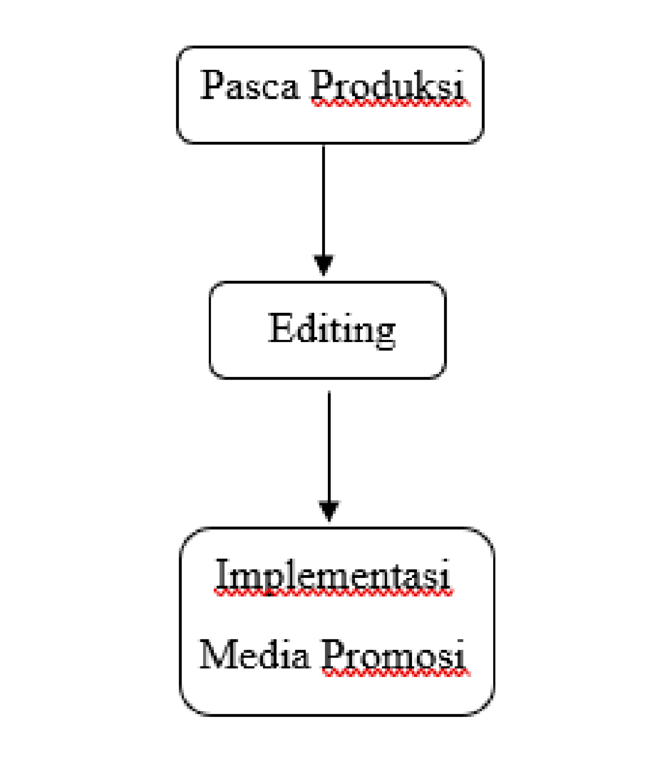 Pasca Produksi
Editing
Implementasi
Media Promosi